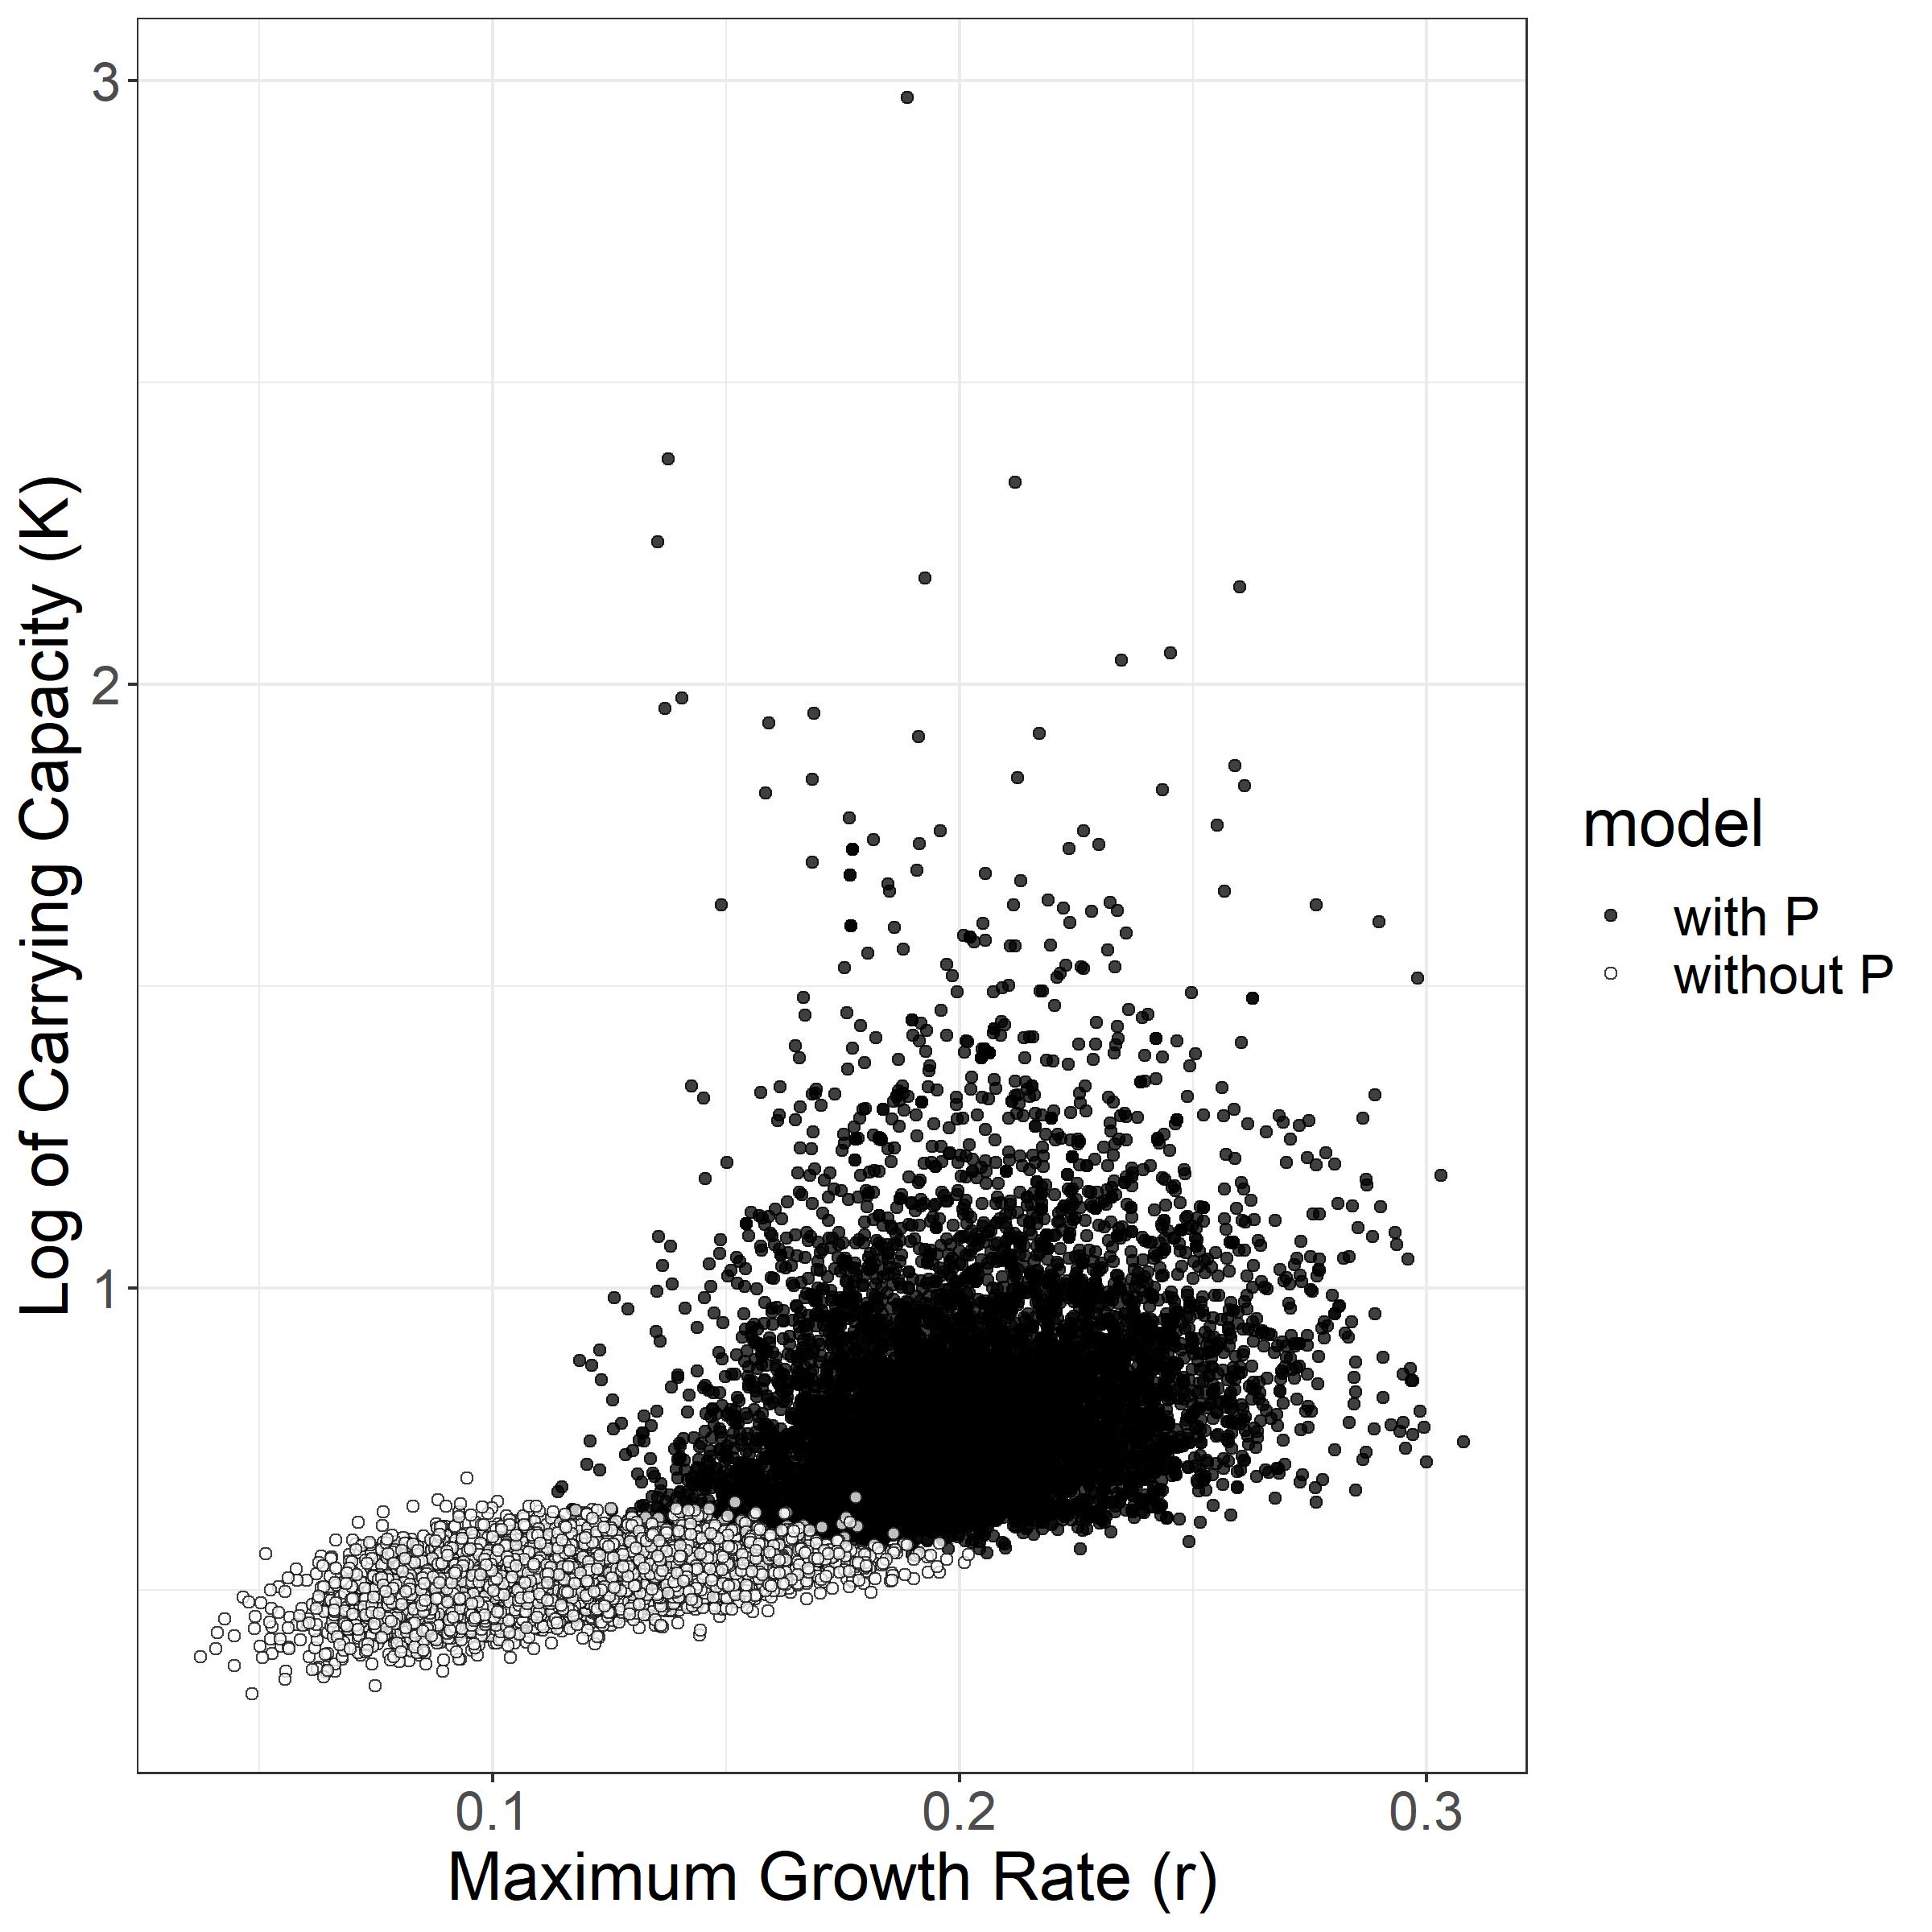 Log of Carrying Capacity (K)
3
2
1
0.1
0.2
0.3
Maximum Growth Rate (r)
model
with P
without P